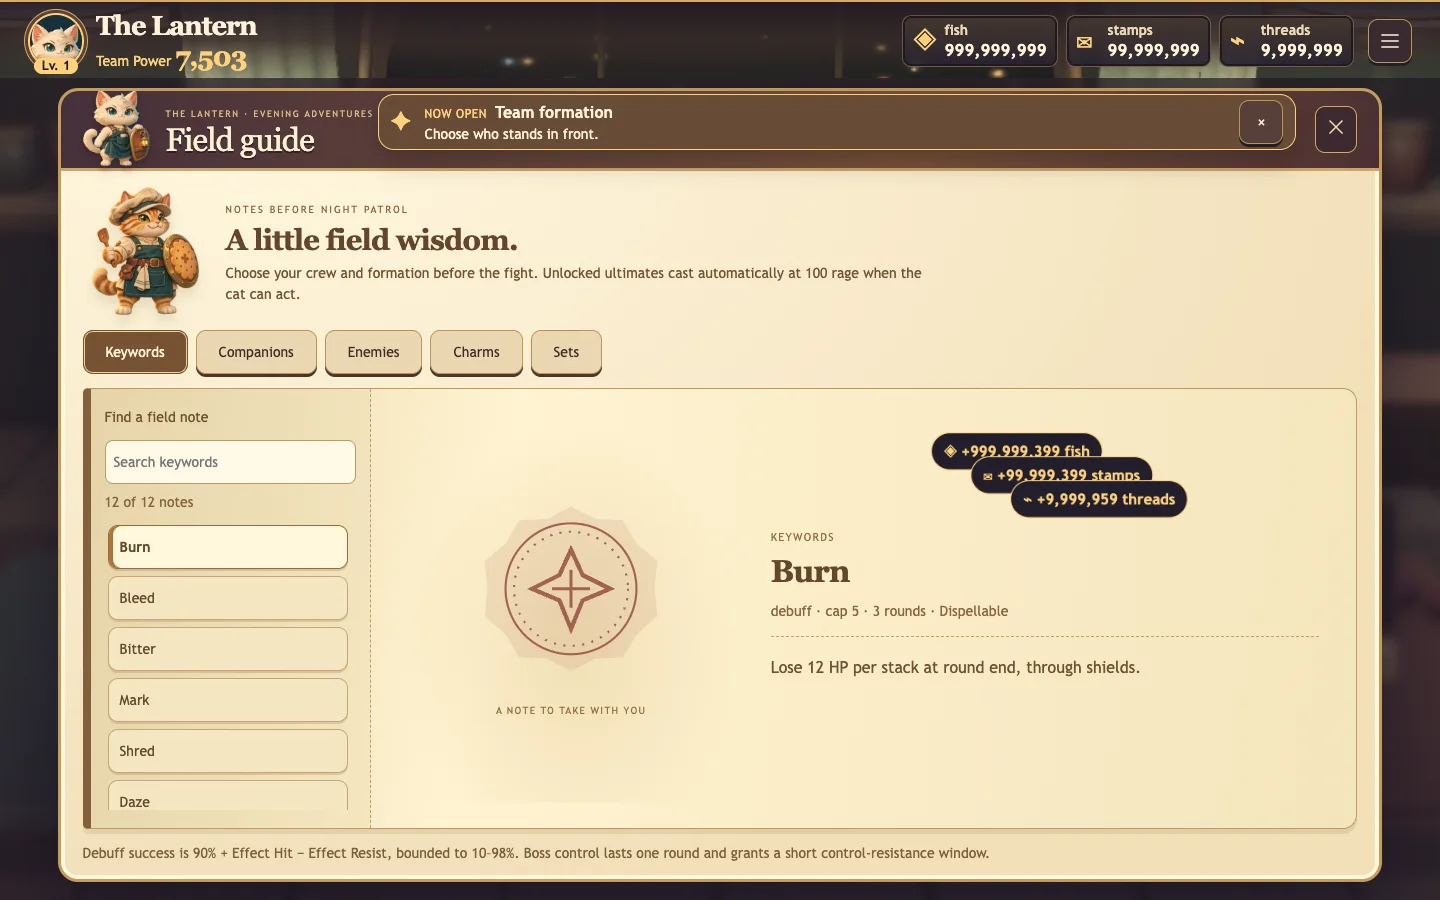 The Lantern
Team Power 7,503
Lv. 1
fish
999,999,999
stamps
99,999,999
threads
9,999,999
THE LANTERN · EVENING ADVENTURES
Field guide
NOW OPEN Team formation
Choose who stands in front.
×
NOTES BEFORE NIGHT PATROL
A little field wisdom.
Choose your crew and formation before the fight. Unlocked ultimates cast automatically at 100 rage when the
cat can act.
Keywords
Companions
Enemies
Charms
Sets
Find a field note
Search keywords
12 of 12 notes
Burn
Bleed
Bitter
Mark
Shred
Daze
A NOTE TO TAKE WITH YOU
+999,999,399 fish
+99,999,399 stamps
+9,999,959 threads
KEYWORDS
Burn
debuff · cap 5 · 3 rounds · Dispellable
Lose 12 HP per stack at round end, through shields.
Debuff success is 90% + Effect Hit − Effect Resist, bounded to 10–98%. Boss control lasts one round and grants a short control-resistance window.